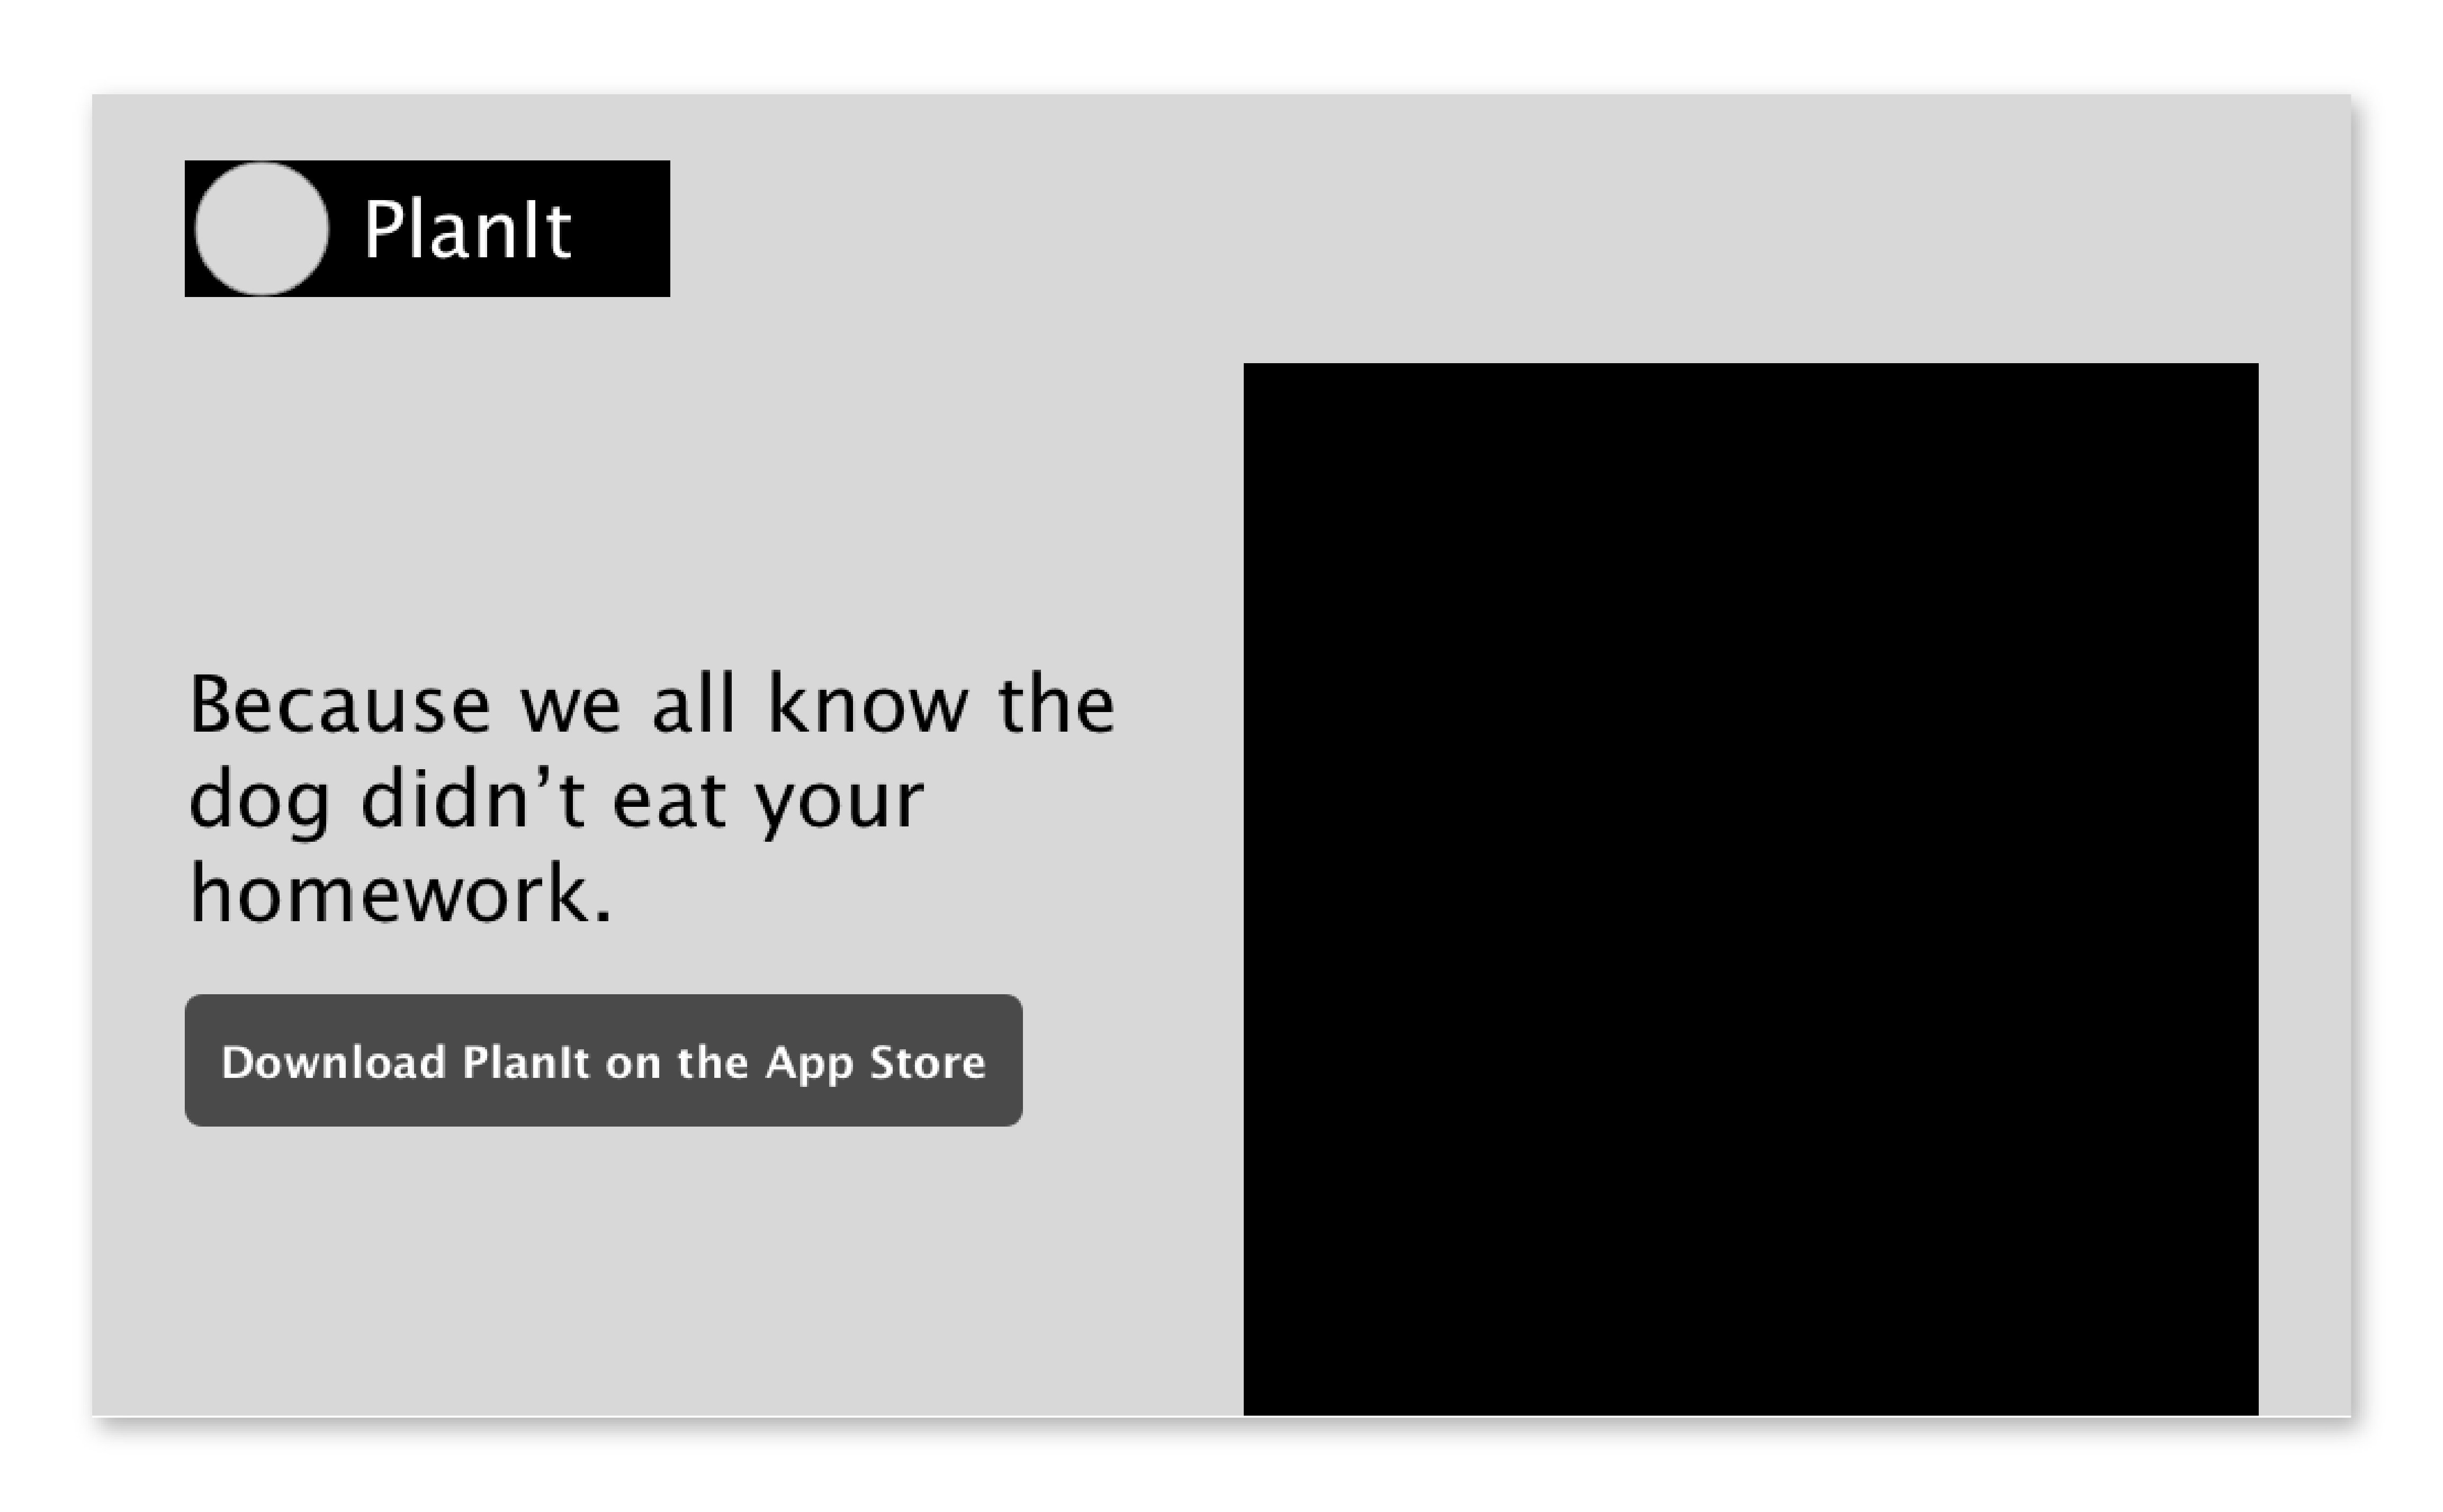 PlanIt
Because we all know the
dog didn’t eat your
homework.
Download PlanIt on the App Store